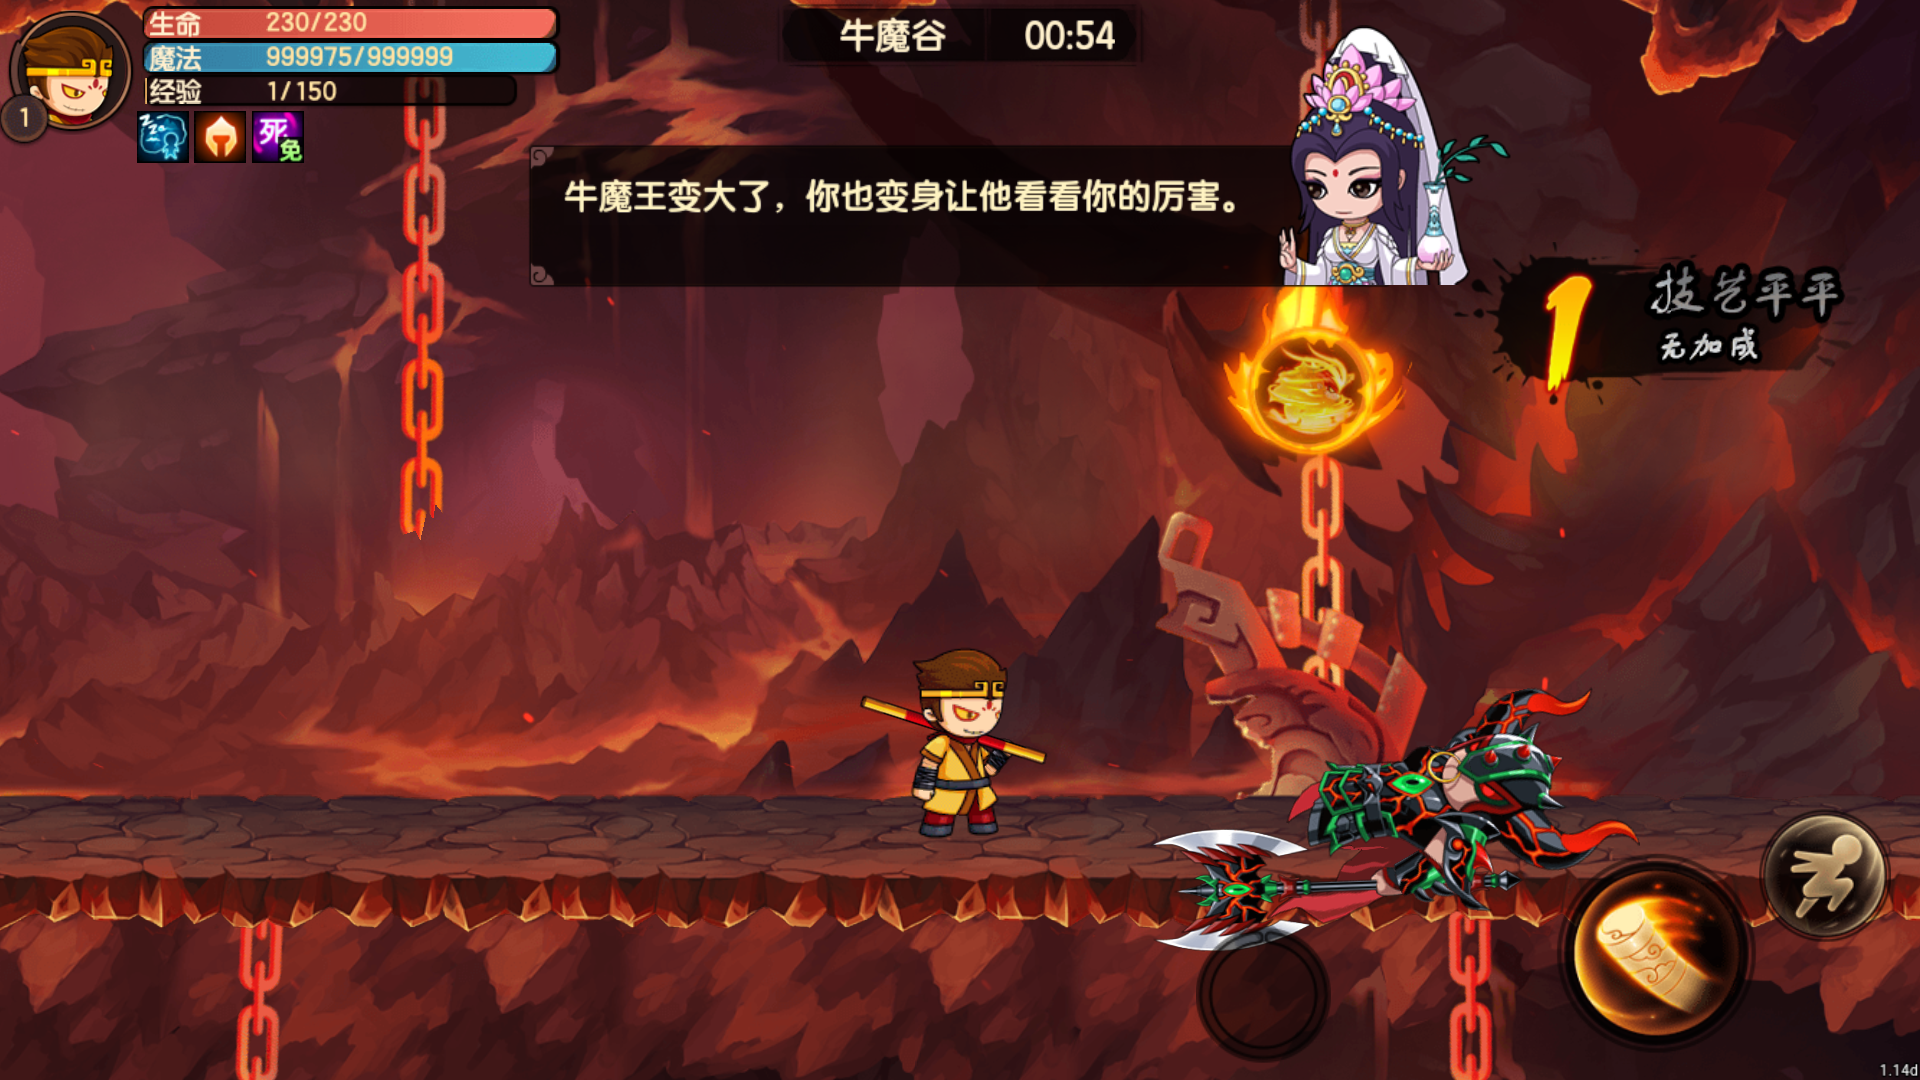 生命 230/230
魔法 999975/999999
经验 1/150
1
死免
牛魔谷 00:54
牛魔王变大了，你也变身让他看看你的厉害。
1 技艺平平
无加成
1.14d